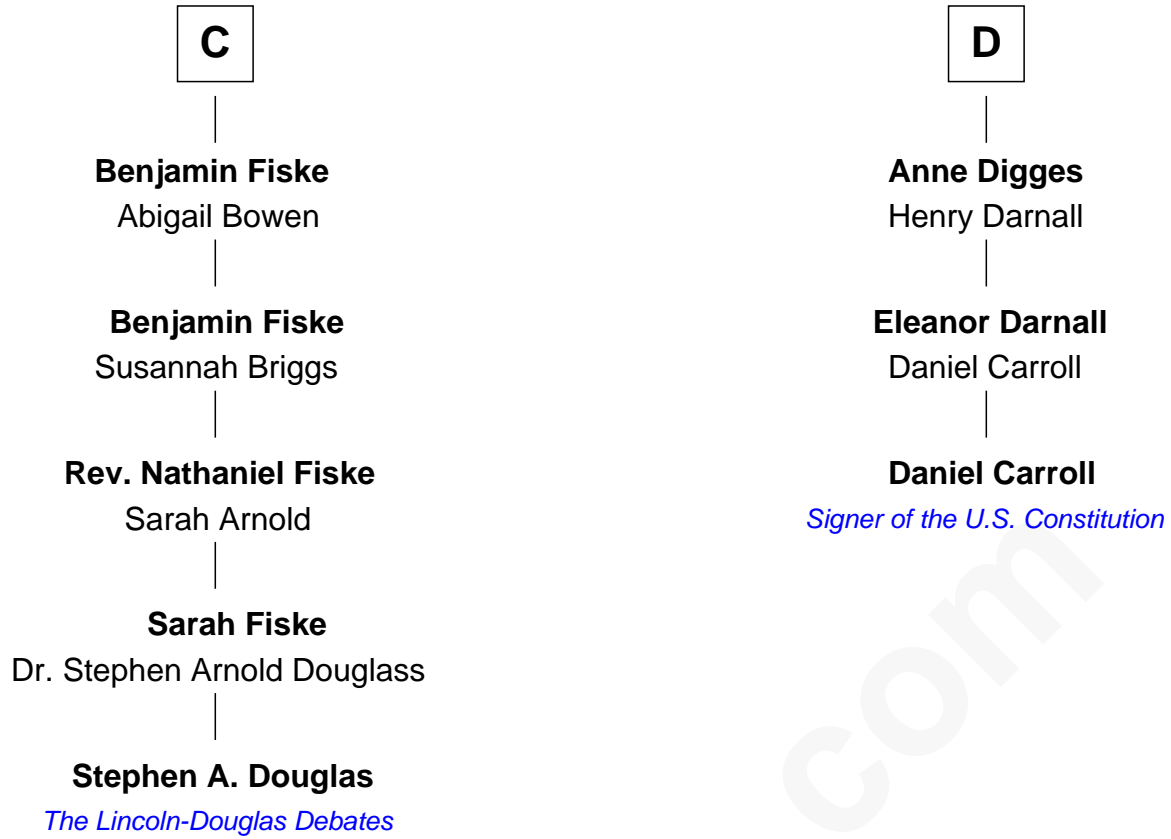 C
Benjamin Fiske
Abigail Bowen
Benjamin Fiske
Susannah Briggs
Rev. Nathaniel Fiske
Sarah Arnold
Sarah Fiske
Dr. Stephen Arnold Douglass
Stephen A. Douglas
The Lincoln-Douglas Debates
D
Anne Digges
Henry Darnall
Eleanor Darnall
Daniel Carroll
Daniel Carroll
Signer of the U.S. Constitution
com